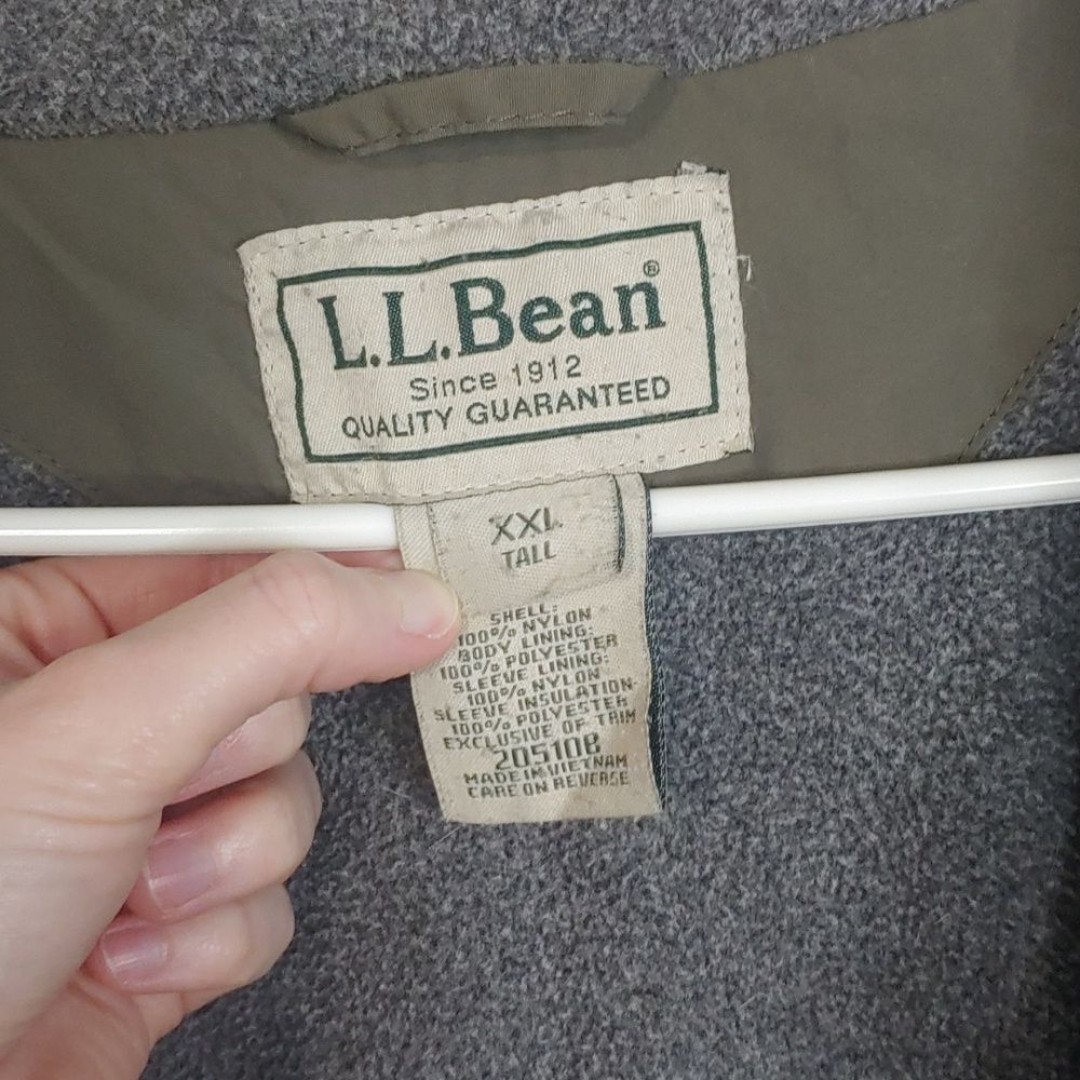 L.L.Bean®
Since 1912
QUALITY GUARANTEED
XXL
TALL
SHELL:
100% NYLON
BODY LINING:
100% POLYESTER
SLEEVE LINING:
100% NYLON
SLEEVE INSULATION:
100% POLYESTER
EXCLUSIVE OF TRIM
205108
MADE IN VIETNAM
CARE ON REVERSE